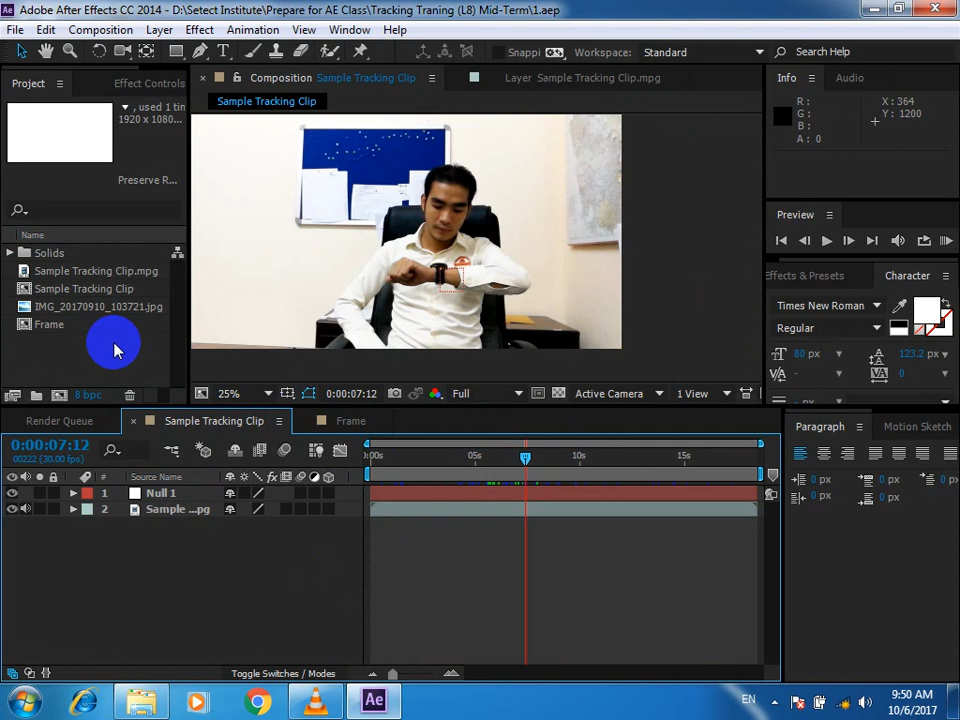 Adobe After Effects CC 2014 - D:\Setect Institute\Prepare for AE Class\Tracking Traning (L8) Mid-Term\1.aep
File Edit Composition Layer Effect Animation View Window Help
Snappi Workspace: Standard Search Help
Project Effect Controls Composition Sample Tracking Clip Layer Sample Tracking Clip.mpg Info Audio
Sample Tracking Clip
, used 1 tin
1920 x 1080...
R: X: 364
G: Y: 1200
B:
A: 0
Preserve R...
Preview
Name
Solids
Sample Tracking Clip.mpg
Sample Tracking Clip
IMG_20170910_103721.jpg
Frame
Effects & Presets Character
Times New Roman
Regular
80 px 123.2 px
- 0
8 bpc 25% 0:00:07:12 Full Active Camera 1 View
Render Queue Sample Tracking Clip Frame
Paragraph Motion Sketch
0:00:07:12
00222 (30.00 fps)
:00s 05s 10s 15s
# Source Name
0 px 0 px 0 px
0 px 0 px
1 Null 1
2 Sample ...pg
Toggle Switches / Modes
EN 9:50 AM
10/6/2017